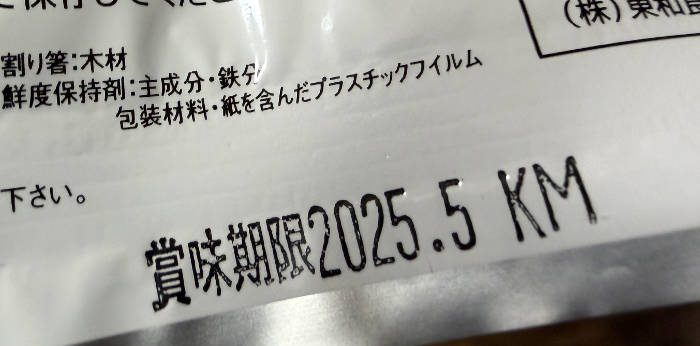 (株)東和
割り箸:木材
鮮度保持剤:主成分・鉄分
包装材料・紙を含んだプラスチックフイルム
下さい。
賞味期限2025.5 KM